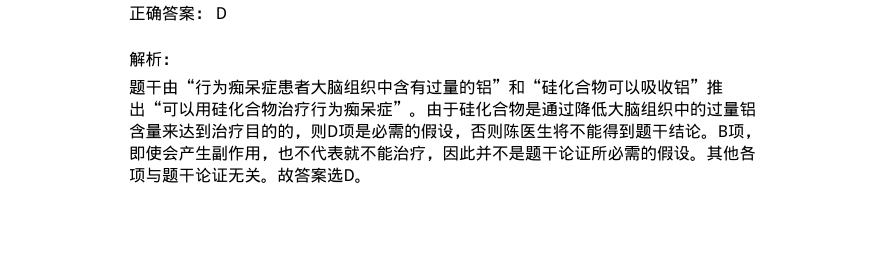 正确答案： D
解析：
题干由“行为痴呆症患者大脑组织中含有过量的铝”和“硅化合物可以吸收铝”推
出“可以用硅化合物治疗行为痴呆症”。由于硅化合物是通过降低大脑组织中的过量铝
含量来达到治疗目的的，则D项是必需的假设，否则陈医生将不能得到题干结论。B项，
即使会产生副作用，也不代表就不能治疗，因此并不是题干论证所必需的假设。其他各
项与题干论证无关。故答案选D。